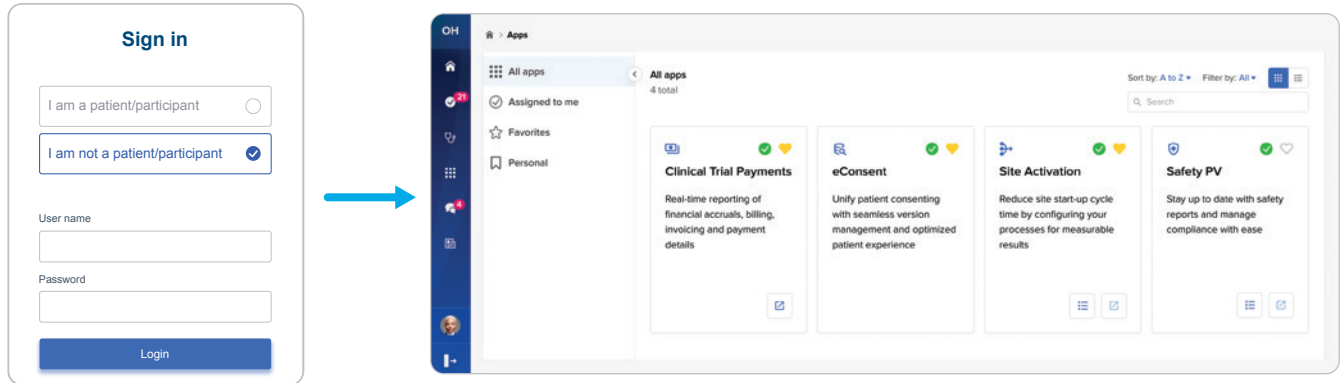 Sign in
I am a patient/participant
I am not a patient/participant
User name
Password
Login
OH
> Apps
21
4
All apps
Assigned to me
Favorites
Personal
All apps
4 total
Sort by: A to Z
Filter by: All
Search
Clinical Trial Payments
Real-time reporting of
financial accruals, billing,
invoicing and payment
details
eConsent
Unify patient consenting
with seamless version
management and optimized
patient experience
Site Activation
Reduce site start-up cycle
time by configuring your
processes for measurable
results
Safety PV
Stay up to date with safety
reports and manage
compliance with ease